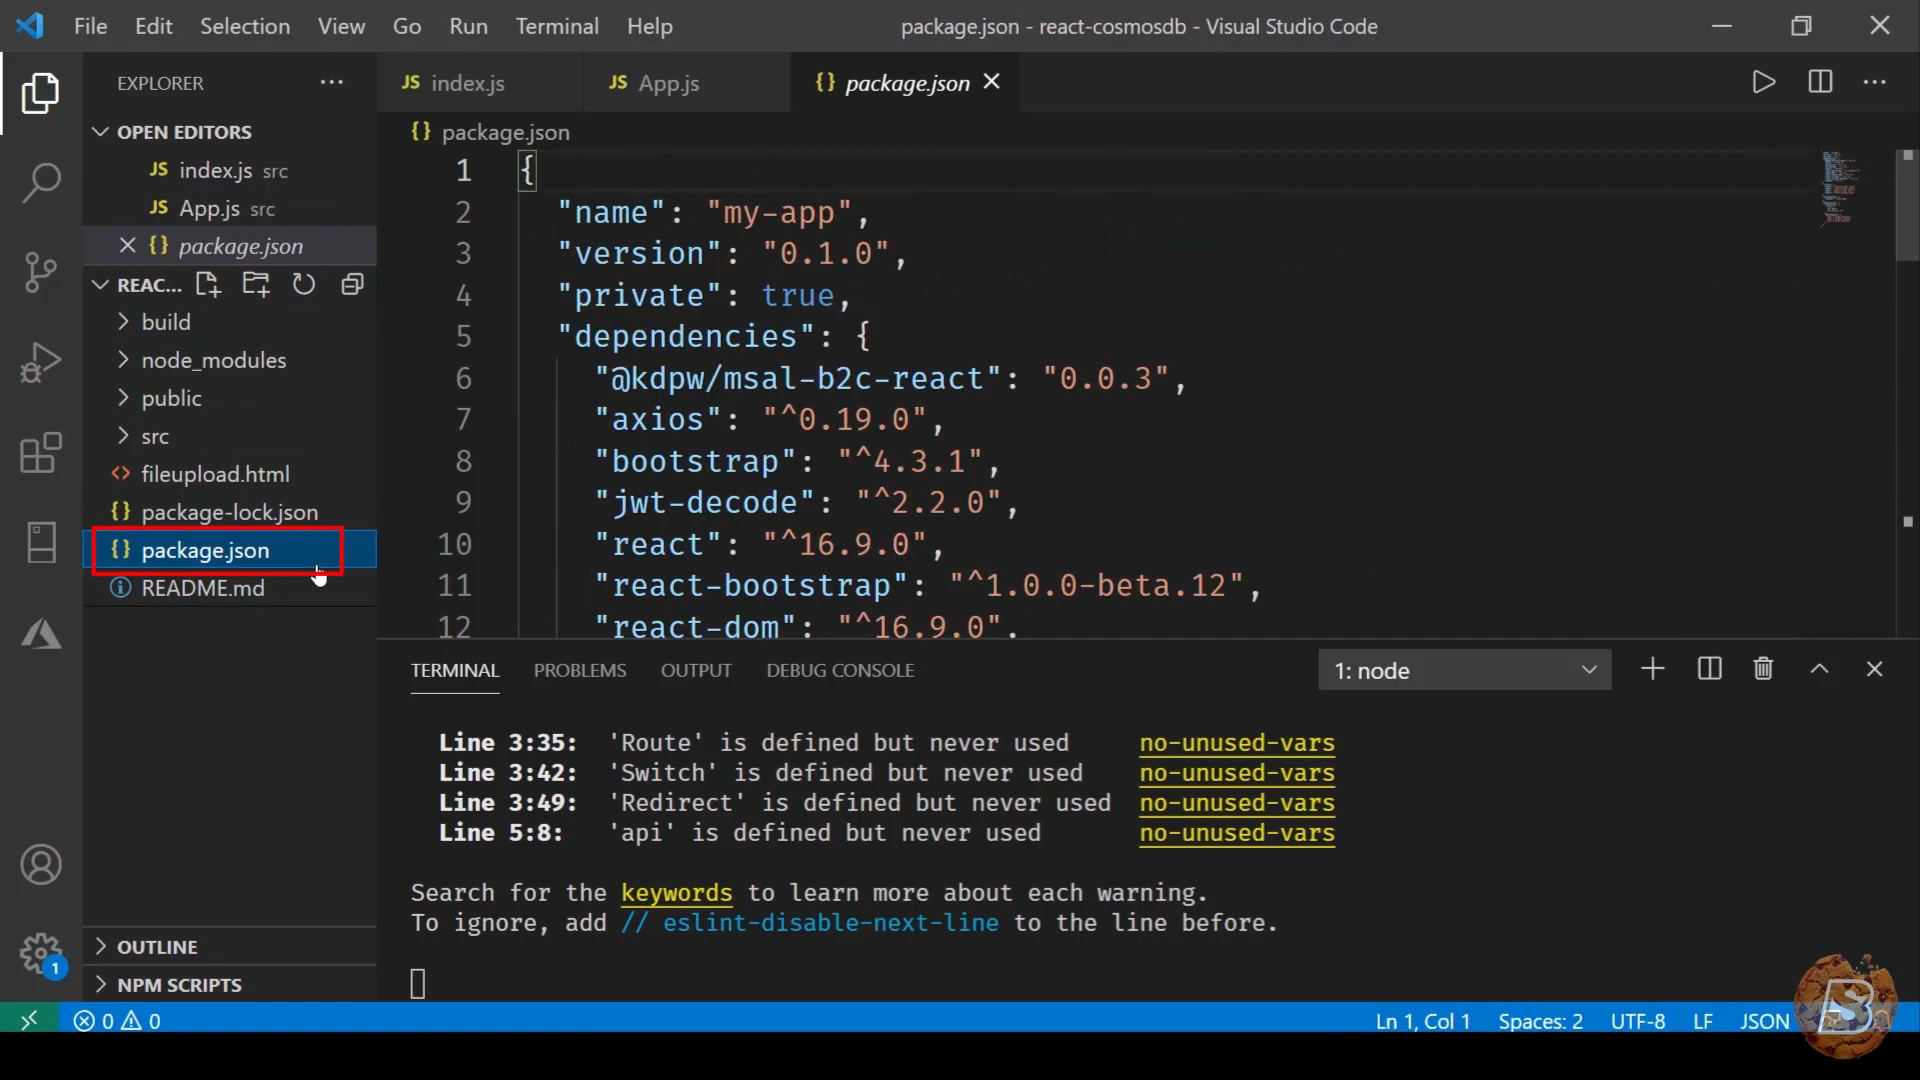 File Edit Selection View Go Run Terminal Help package.json - react-cosmosdb - Visual Studio Code
EXPLORER
OPEN EDITORS
JS index.js src
JS App.js src
{} package.json
REAC...
build
node_modules
public
src
<> fileupload.html
{} package-lock.json
{} package.json
README.md
OUTLINE
NPM SCRIPTS
JS index.js JS App.js {} package.json
{} package.json
1 {
2 "name": "my-app",
3 "version": "0.1.0",
4 "private": true,
5 "dependencies": {
6 "@kdpw/msal-b2c-react": "0.0.3",
7 "axios": "^0.19.0",
8 "bootstrap": "^4.3.1",
9 "jwt-decode": "^2.2.0",
10 "react": "^16.9.0",
11 "react-bootstrap": "^1.0.0-beta.12",
12 "react-dom": "^16.9.0",
TERMINAL PROBLEMS OUTPUT DEBUG CONSOLE 1: node
Line 3:35: 'Route' is defined but never used no-unused-vars
Line 3:42: 'Switch' is defined but never used no-unused-vars
Line 3:49: 'Redirect' is defined but never used no-unused-vars
Line 5:8: 'api' is defined but never used no-unused-vars
Search for the keywords to learn more about each warning.
To ignore, add // eslint-disable-next-line to the line before.
1
0 0 Ln 1, Col 1 Spaces: 2 UTF-8 LF JSON
B